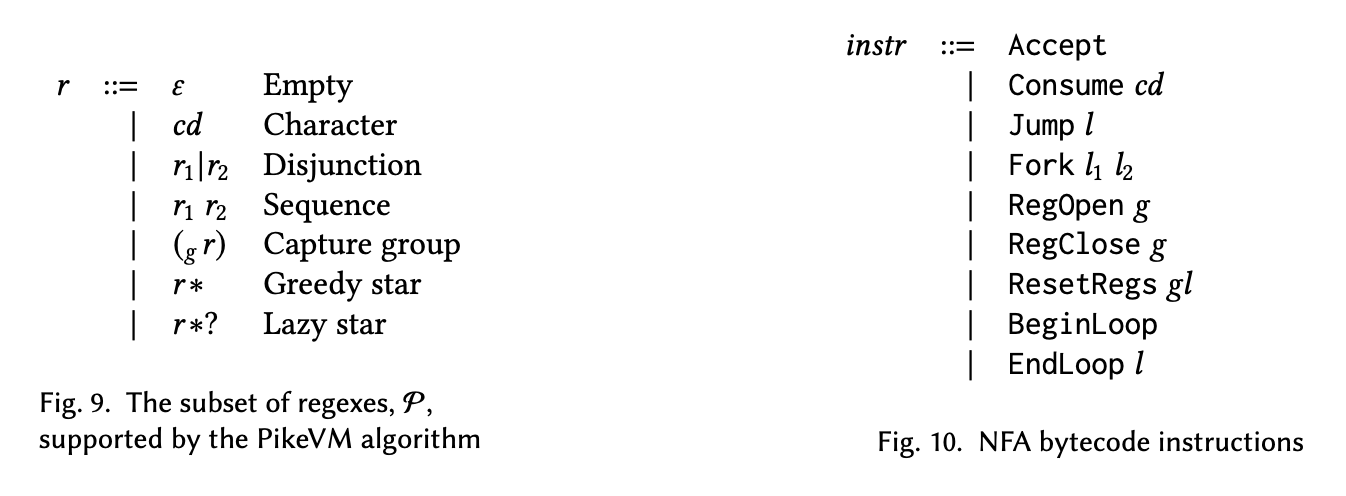 r ::= ε Empty
| cd Character
| r₁|r₂ Disjunction
| r₁ r₂ Sequence
| (g r) Capture group
| r* Greedy star
| r*? Lazy star
Fig. 9. The subset of regexes, 𝒫,
supported by the PikeVM algorithm
instr ::= Accept
| Consume cd
| Jump l
| Fork l₁ l₂
| RegOpen g
| RegClose g
| ResetRegs gl
| BeginLoop
| EndLoop l
Fig. 10. NFA bytecode instructions